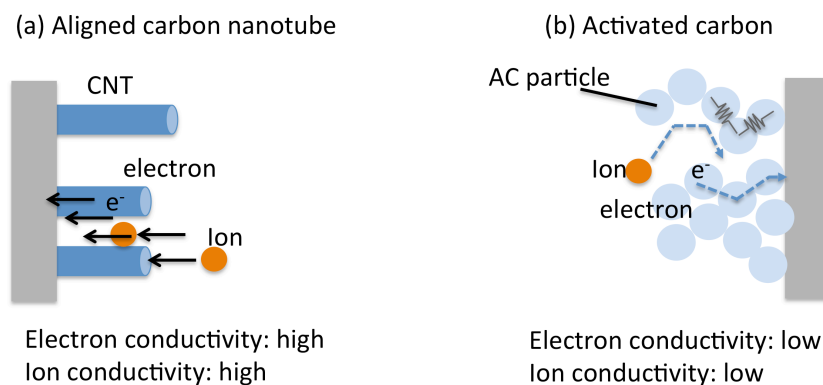 (a) Aligned carbon nanotube
CNT
electron
e-
Ion
Electron conductivity: high
Ion conductivity: high
(b) Activated carbon
AC particle
Ion
e-
electron
Electron conductivity: low
Ion conductivity: low